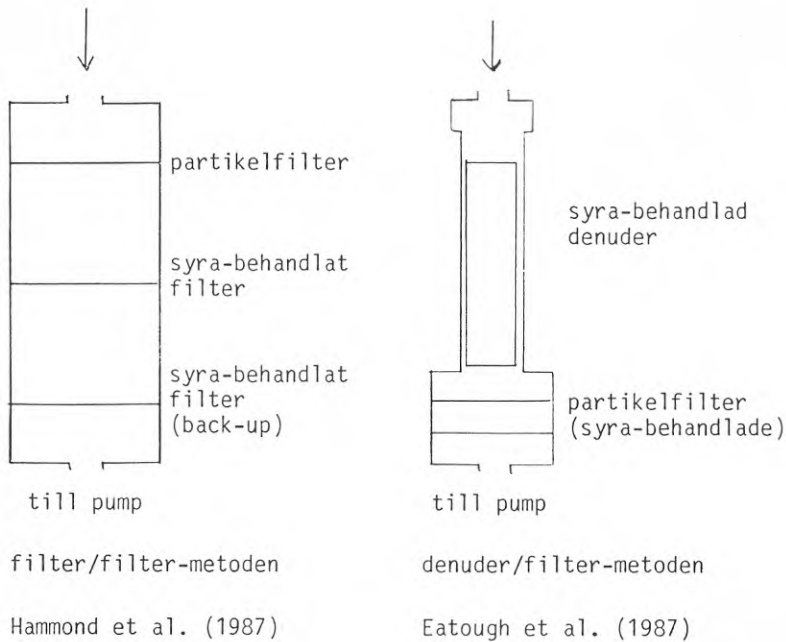 partikelfilter
syra-behandlat
filter
syra-behandlat
filter
(back-up)
till pump
filter/filter-metoden
Hammond et al. (1987)
syra-behandlad
denuder
partikelfilter
(syra-behandlade)
till pump
denuder/filter-metoden
Eatough et al. (1987)